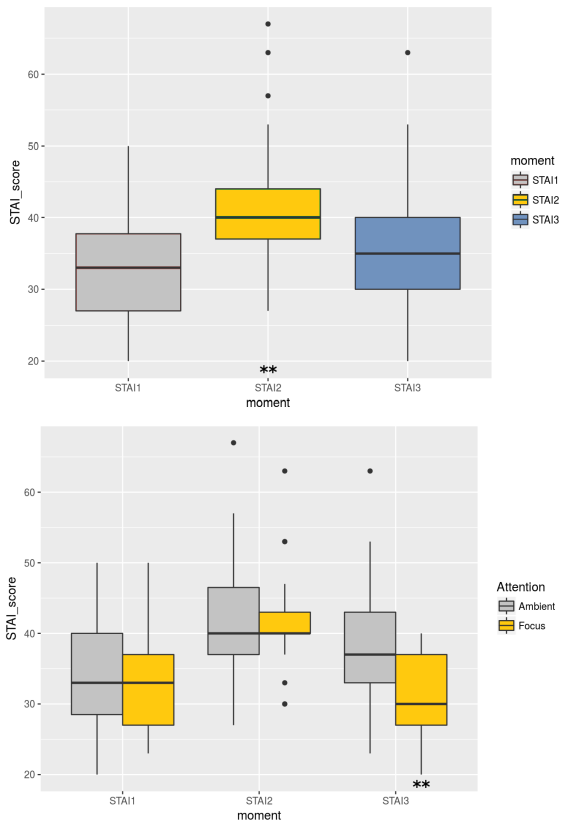 60
50
40
30
20
STAI_score
**
STAI1 STAI2 STAI3
moment
moment
STAI1
STAI2
STAI3
60
50
40
30
20
STAI_score
**
STAI1 STAI2 STAI3
moment
Attention
Ambient
Focus